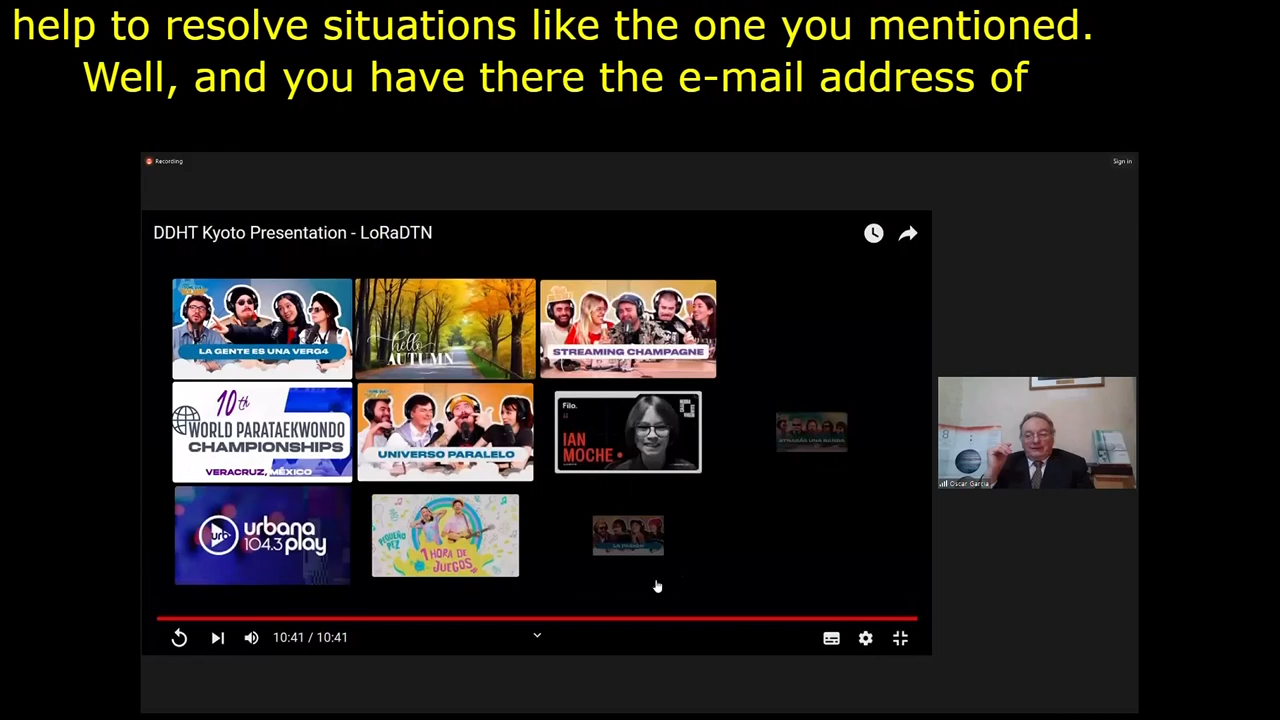 help to resolve situations like the one you mentioned.
Well, and you have there the e-mail address of
Recording
Sign in
DDHT Kyoto Presentation - LoRaDTN
LA GENTE ES UNA VERG4
hello
AUTUMN
STREAMING CHAMPAGNE
10th
WORLD PARATAEKWONDO
CHAMPIONSHIPS
VERACRUZ, MÉXICO
UNIVERSO PARALELO
Filo.
IAN
MOCHE
urbana
104.3 play
PEQUEÑO
PEZ
1 HORA DE
JUEGOS
10:41 / 10:41
Oscar Garcia